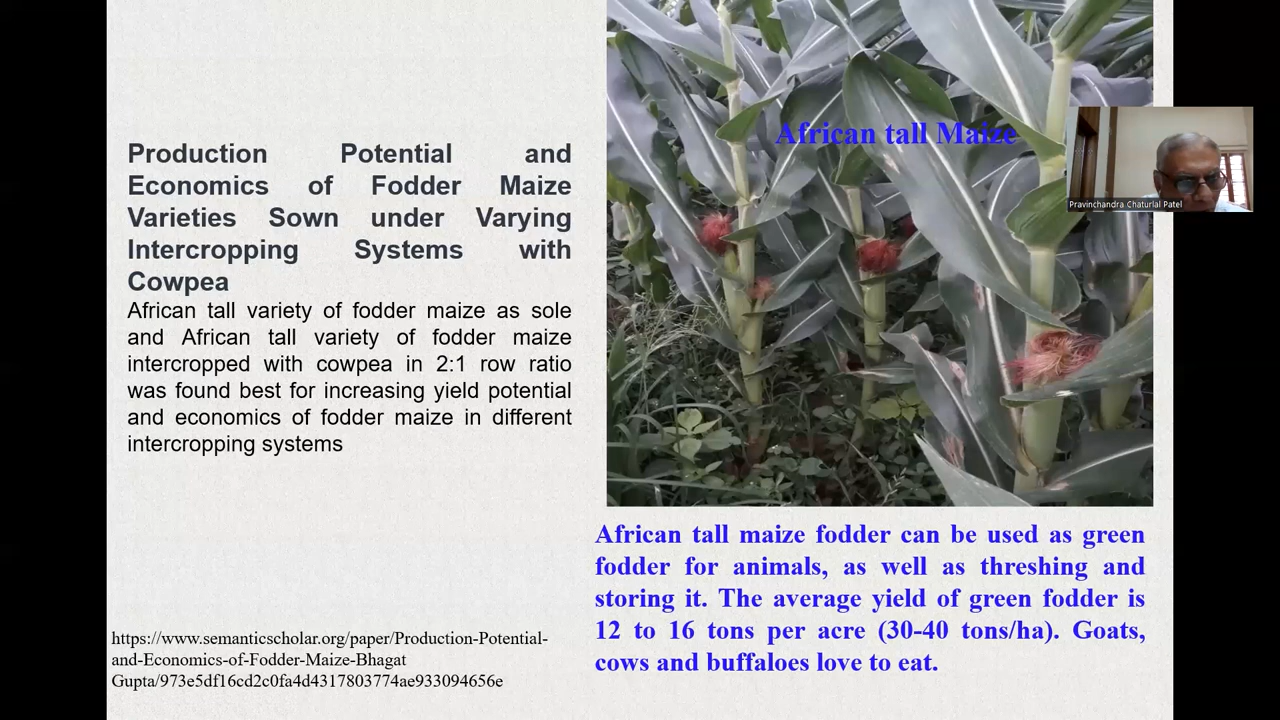 Production Potential and
Economics of Fodder Maize
Varieties Sown under Varying
Intercropping Systems with
Cowpea
African tall variety of fodder maize as sole
and African tall variety of fodder maize
intercropped with cowpea in 2:1 row ratio
was found best for increasing yield potential
and economics of fodder maize in different
intercropping systems
https://www.semanticscholar.org/paper/Production-Potential-
and-Economics-of-Fodder-Maize-Bhagat
Gupta/973e5df16cd2c0fa4d4317803774ae933094656e
African tall Maize
African tall maize fodder can be used as green
fodder for animals, as well as threshing and
storing it. The average yield of green fodder is
12 to 16 tons per acre (30-40 tons/ha). Goats,
cows and buffaloes love to eat.
Pravinchandra Chaturlal Patel